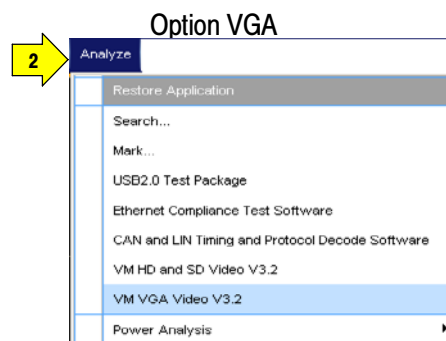 Option VGA
2
Analyze
Restore Application
Search...
Mark...
USB2.0 Test Package
Ethernet Compliance Test Software
CAN and LIN Timing and Protocol Decode Software
VM HD and SD Video V3.2
VM VGA Video V3.2
Power Analysis